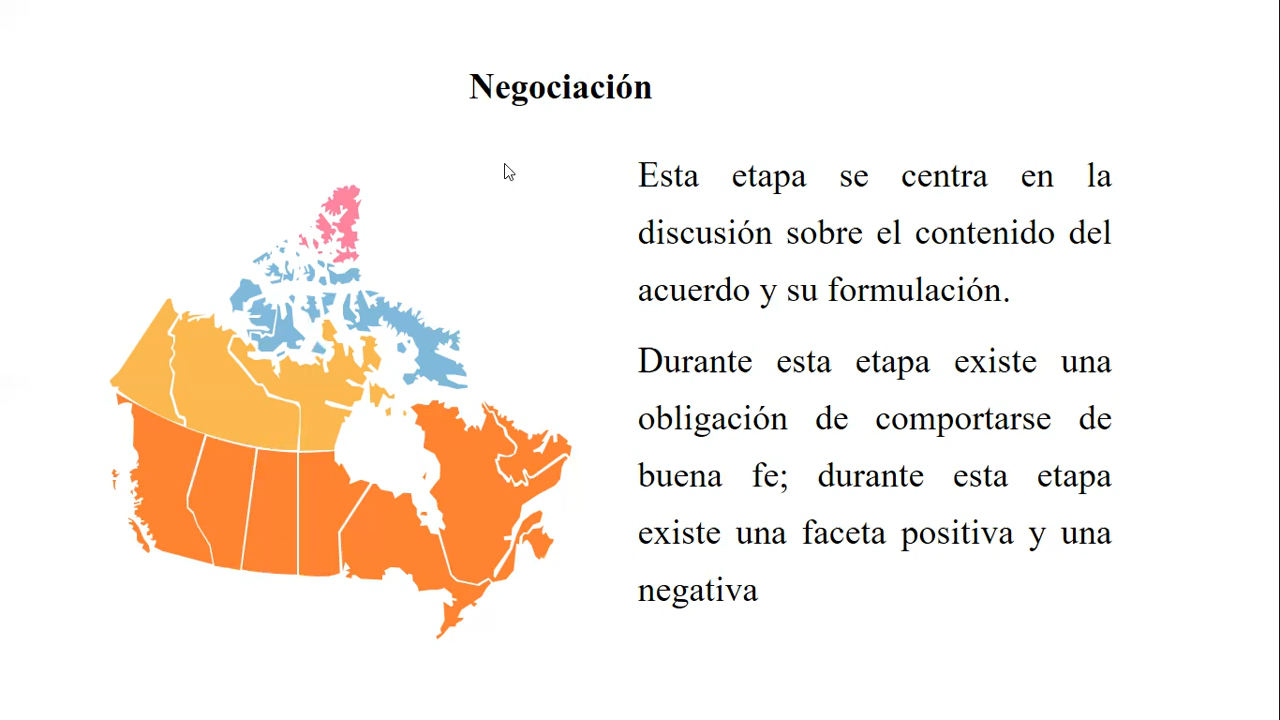 Negociación
Esta etapa se centra en la
discusión sobre el contenido del
acuerdo y su formulación.
Durante esta etapa existe una
obligación de comportarse de
buena fe; durante esta etapa
existe una faceta positiva y una
negativa